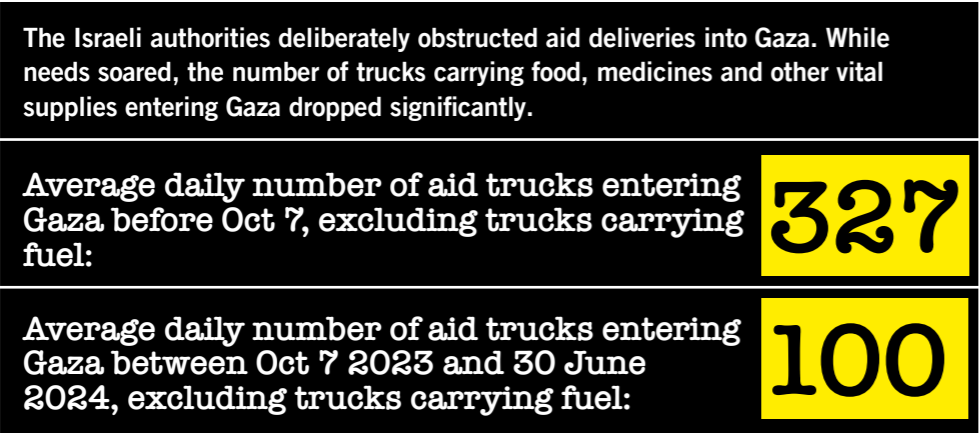 The Israeli authorities deliberately obstructed aid deliveries into Gaza. While
needs soared, the number of trucks carrying food, medicines and other vital
supplies entering Gaza dropped significantly.
Average daily number of aid trucks entering
Gaza before Oct 7, excluding trucks carrying
fuel:
327
Average daily number of aid trucks entering
Gaza between Oct 7 2023 and 30 June
2024, excluding trucks carrying fuel:
100